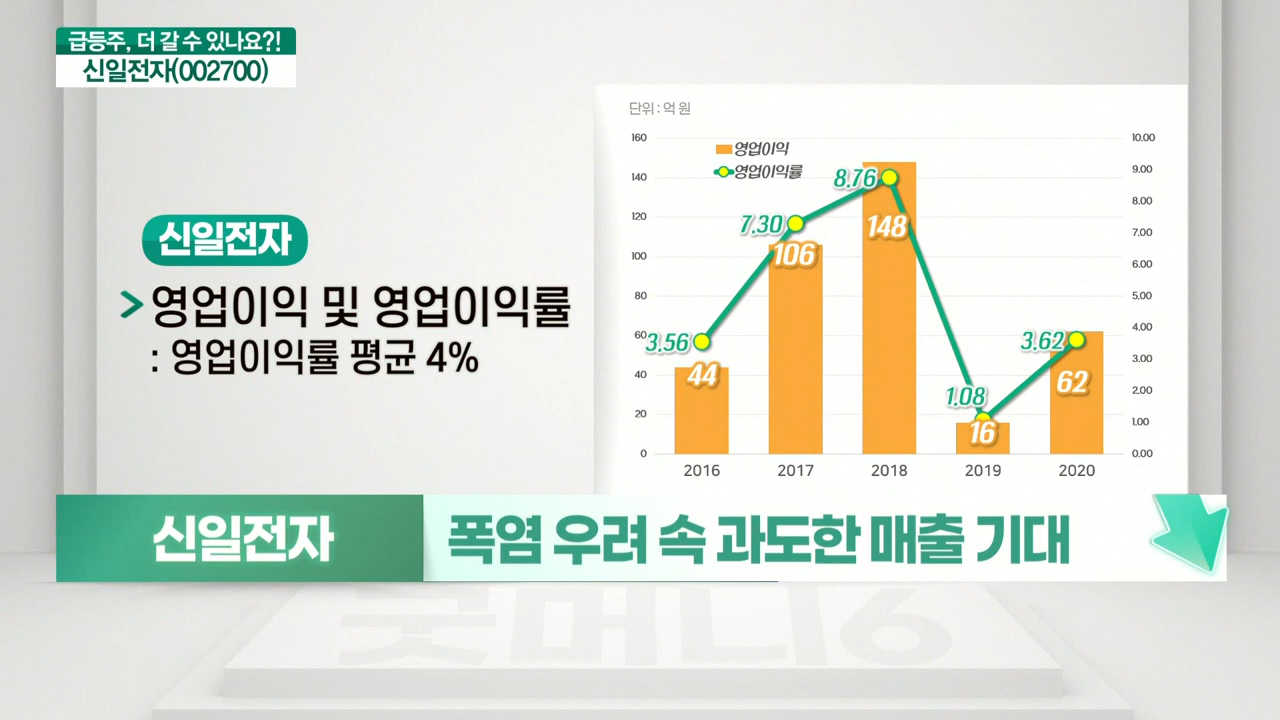 급등주, 더 갈 수 있나요?!
신일전자(002700)
신일전자
영업이익 및 영업이익률
: 영업이익률 평균 4%
단위 : 억 원
영업이익
영업이익률
160
140
120
100
80
60
40
20
0
10.00
9.00
8.00
7.00
6.00
5.00
4.00
3.00
2.00
1.00
0.00
3.56
7.30
8.76
1.08
3.62
44
106
148
16
62
2016 2017 2018 2019 2020
신일전자
폭염 우려 속 과도한 매출 기대
굿머니6